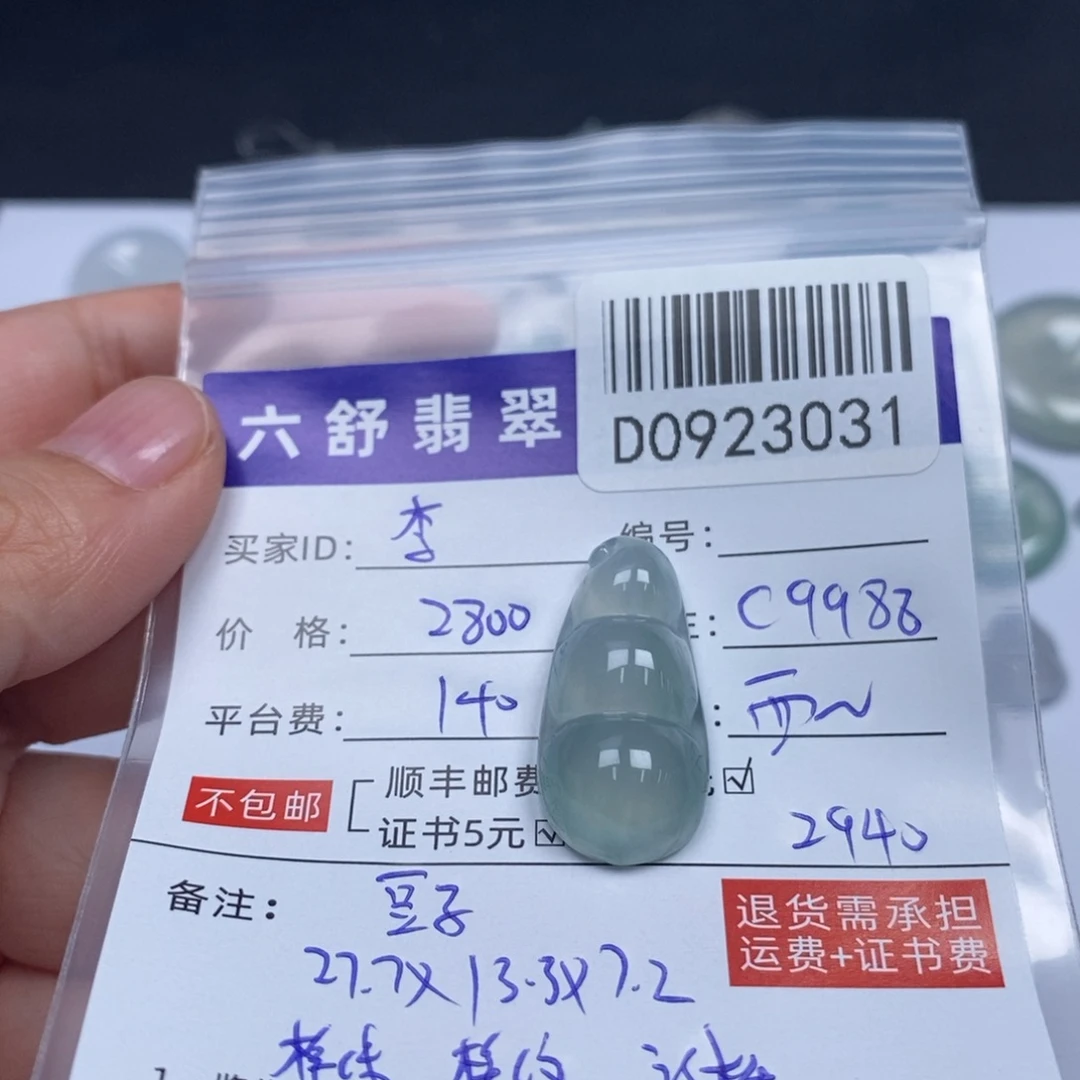 D0923031
六舒翡翠
买家ID: 李 编号:
价 格: 2800 : C9988
平台费: 140 :
不包邮 顺丰邮费 元☑
证书5元☑ 2940
备注: 豆子 退货需承担
27.7X13.3X7.2 运费+证书费